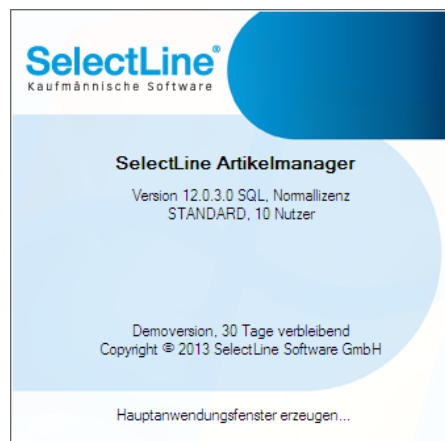 SelectLine®
Kaufmännische Software
SelectLine Artikelmanager
Version 12.0.3.0 SQL, Normallizenz
STANDARD, 10 Nutzer
Demoversion, 30 Tage verbleibend
Copyright © 2013 SelectLine Software GmbH
Hauptanwendungsfenster erzeugen...